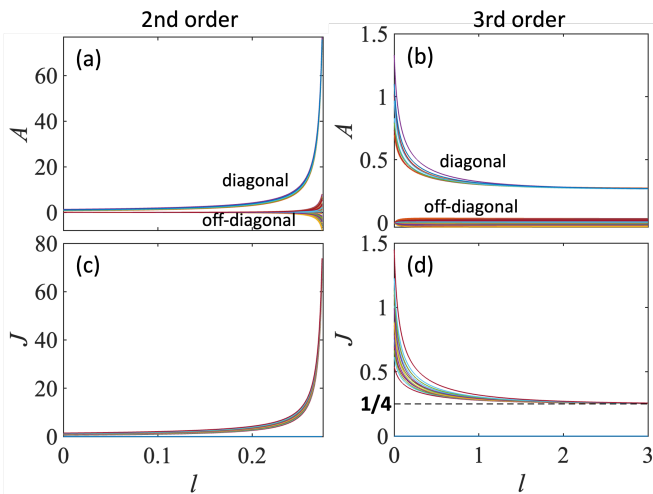 2nd order
3rd order
(a)
60
40
20
0
A
diagonal
off-diagonal
(b)
1.5
1
0.5
0
A
diagonal
off-diagonal
(c)
80
60
40
20
0
J
0
0.1
0.2
l
(d)
1.5
1
0.5
1/4
0
J
0
1
2
3
l